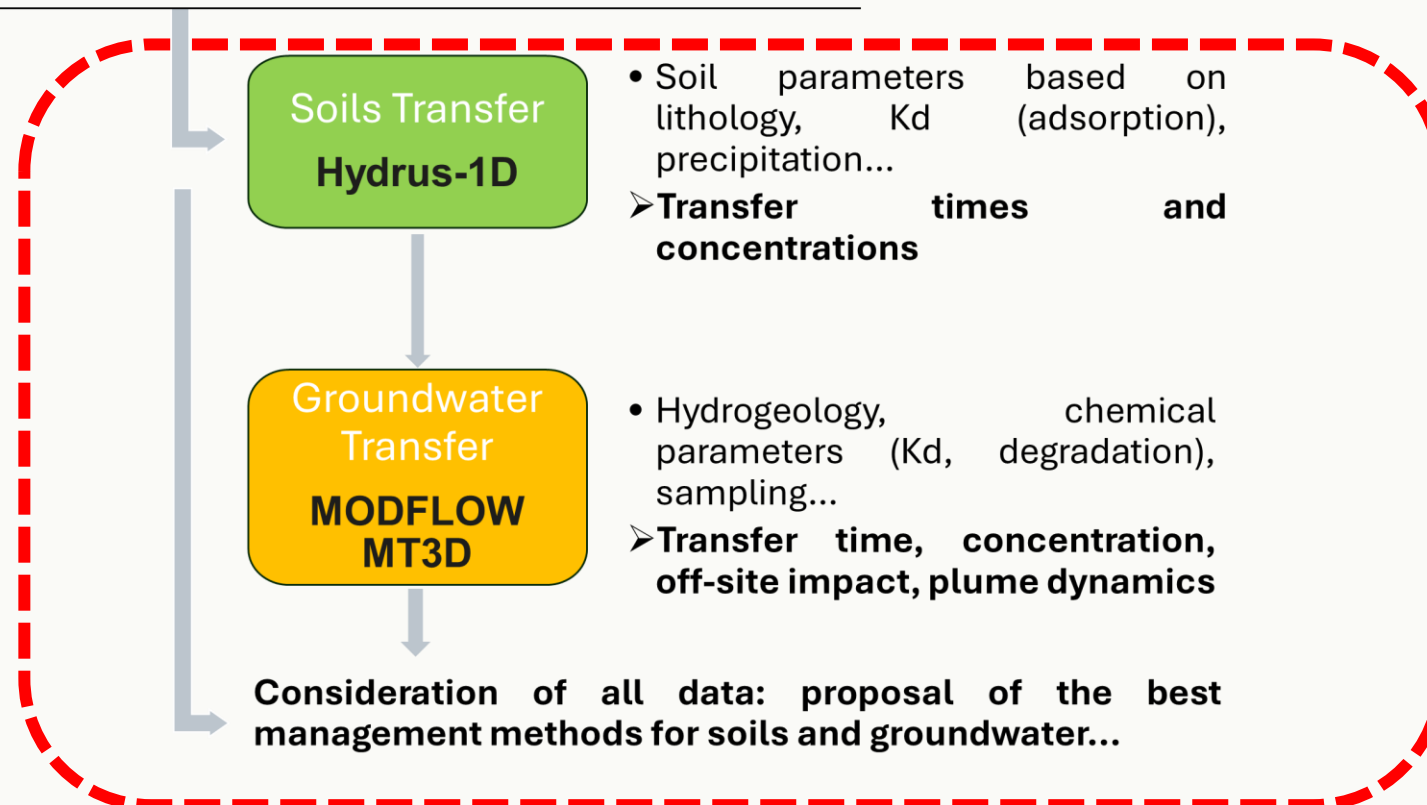 Soils Transfer
Hydrus-1D
• Soil parameters based on
lithology, Kd (adsorption),
precipitation...
➢Transfer times and
concentrations
Groundwater
Transfer
MODFLOW
MT3D
• Hydrogeology, chemical
parameters (Kd, degradation),
sampling...
➢Transfer time, concentration,
off-site impact, plume dynamics
Consideration of all data: proposal of the best
management methods for soils and groundwater...